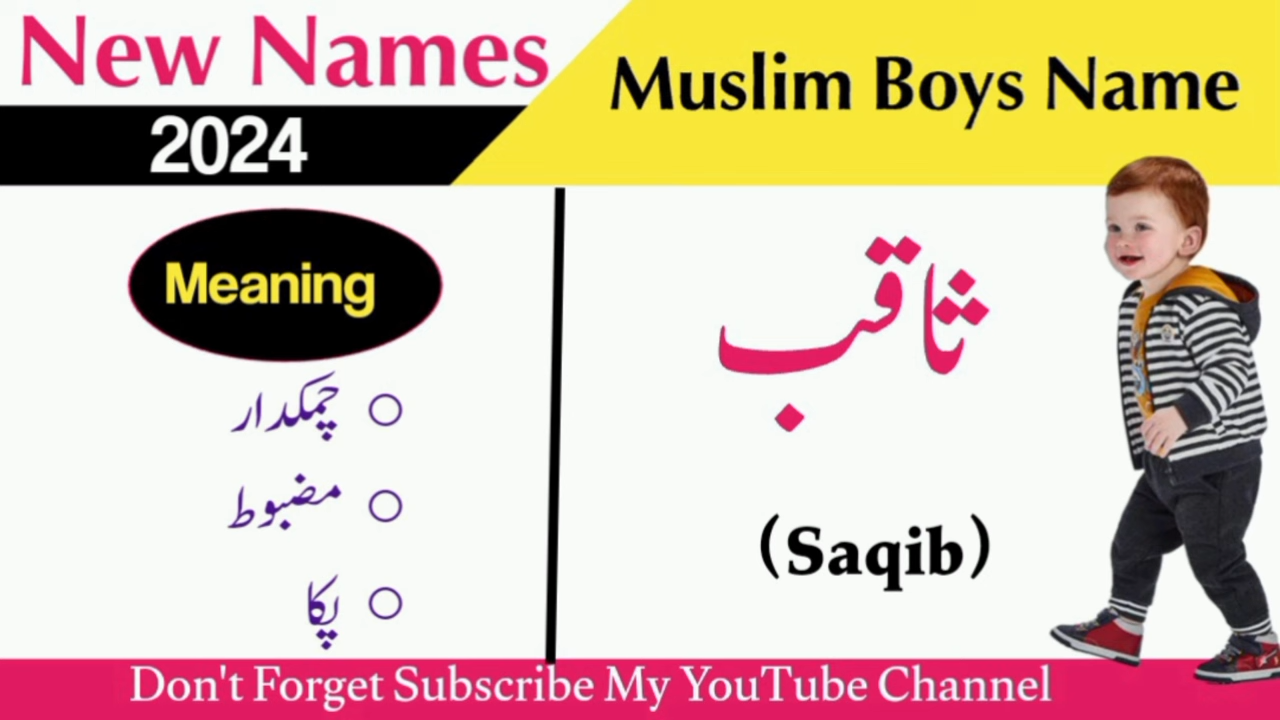 New Names
2024
Muslim Boys Name
Meaning
چمکدار
مضبوط
پکا
ثاقب
(Saqib)
Don't Forget Subscribe My YouTube Channel